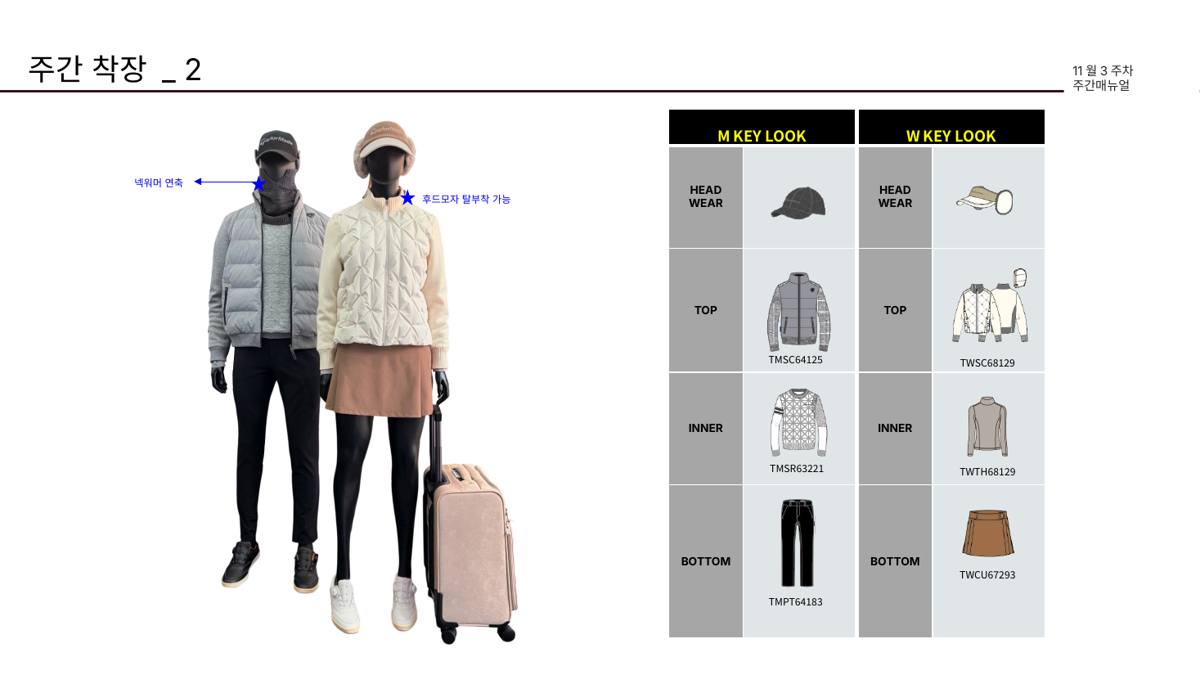 주간 착장 _ 2
11 월 3 주차
주간매뉴얼
넥워머 연축
후드모자 탈부착 가능
M KEY LOOK
W KEY LOOK
HEAD
WEAR
HEAD
WEAR
TOP
TMSC64125
TOP
TWSC68129
INNER
TMSR63221
INNER
TWTH68129
BOTTOM
TMPT64183
BOTTOM
TWCU67293